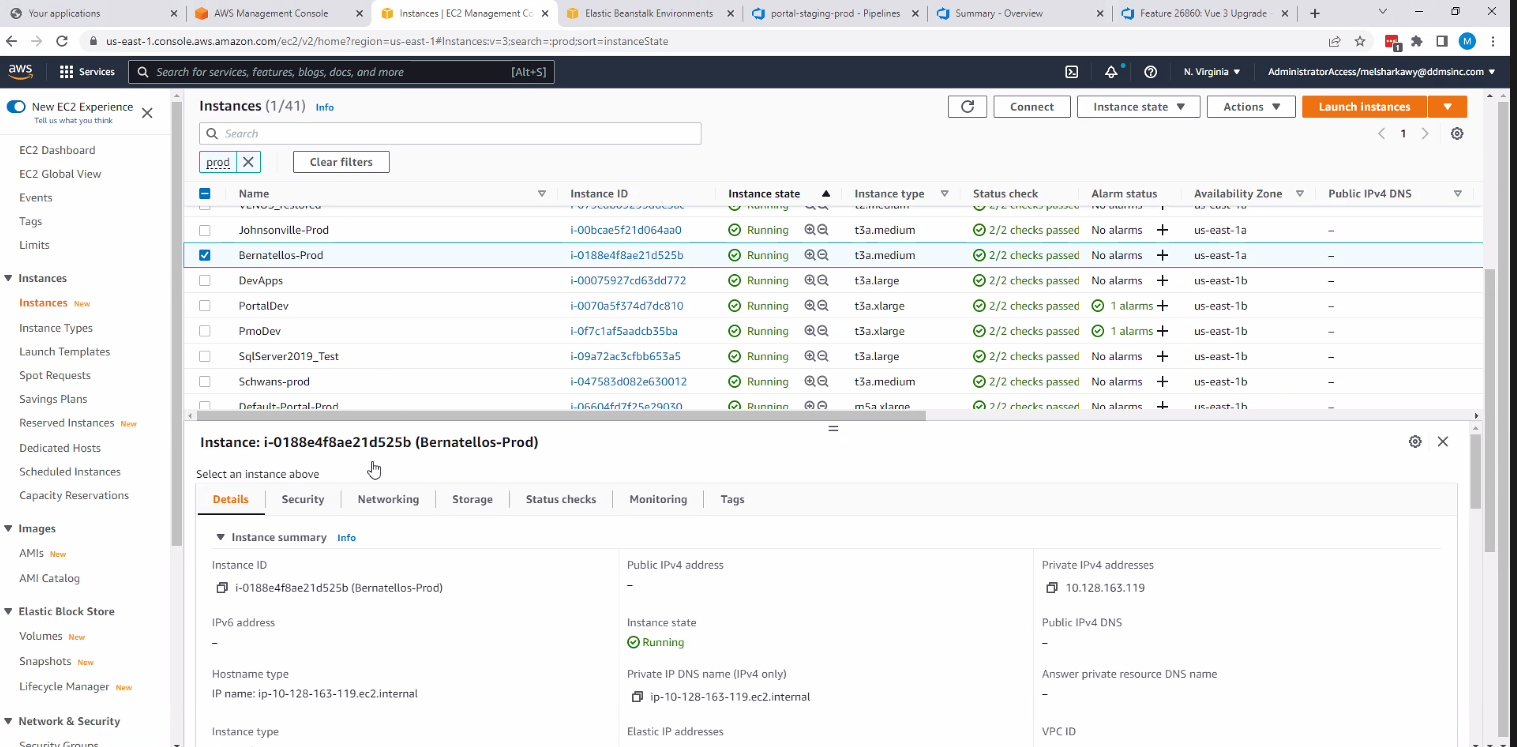 Your applications
AWS Management Console
Instances | EC2 Management Co
Elastic Beanstalk Environments
portal-staging-prod - Pipelines
Summary - Overview
Feature 26860: Vue 3 Upgrade -
us-east-1.console.aws.amazon.com/ec2/v2/home?region=us-east-1#Instances:v=3;search=:prod;sort=instanceState
1
M
aws
Services
Search for services, features, blogs, docs, and more
[Alt+S]
N. Virginia
AdministratorAccess/melsharkawy@ddmsinc.com
New EC2 Experience
Tell us what you think
EC2 Dashboard
EC2 Global View
Events
Tags
Limits
Instances
Instances New
Instance Types
Launch Templates
Spot Requests
Savings Plans
Reserved Instances New
Dedicated Hosts
Scheduled Instances
Capacity Reservations
Images
AMIs New
AMI Catalog
Elastic Block Store
Volumes New
Snapshots New
Lifecycle Manager New
Network & Security
Security Groups
Instances (1/41) Info
Connect
Instance state
Actions
Launch instances
Search
1
prod
Clear filters
Name Instance ID Instance state Instance type Status check Alarm status Availability Zone Public IPv4 DNS
VENUS_restored Running t2.medium 2/2 checks passed No alarms us-east-1a –
Johnsonville-Prod i-00bcae5f21d064aa0 Running t3a.medium 2/2 checks passed No alarms us-east-1a –
Bernatellos-Prod i-0188e4f8ae21d525b Running t3a.medium 2/2 checks passed No alarms us-east-1a –
DevApps i-00075927cd63dd772 Running t3a.large 2/2 checks passed No alarms us-east-1b –
PortalDev i-0070a5f374d7dc810 Running t3a.xlarge 2/2 checks passed 1 alarms us-east-1b –
PmoDev i-0f7c1af5aadcb35ba Running t3a.xlarge 2/2 checks passed 1 alarms us-east-1b –
SqlServer2019_Test i-09a72ac3cfbb653a5 Running t3a.large 2/2 checks passed No alarms us-east-1b –
Schwans-prod i-047583d082e630012 Running t3a.medium 2/2 checks passed No alarms us-east-1b –
Default-Portal-Prod i-06604fd7f25e29030 Running m5a.xlarge 2/2 checks passed No alarms us-east-1b –
Instance: i-0188e4f8ae21d525b (Bernatellos-Prod)
Select an instance above
Details Security Networking Storage Status checks Monitoring Tags
Instance summary Info
Instance ID
i-0188e4f8ae21d525b (Bernatellos-Prod)
Public IPv4 address
–
Private IPv4 addresses
10.128.163.119
IPv6 address
–
Instance state
Running
Public IPv4 DNS
–
Hostname type
IP name: ip-10-128-163-119.ec2.internal
Private IP DNS name (IPv4 only)
ip-10-128-163-119.ec2.internal
Answer private resource DNS name
–
Instance type
Elastic IP addresses
VPC ID